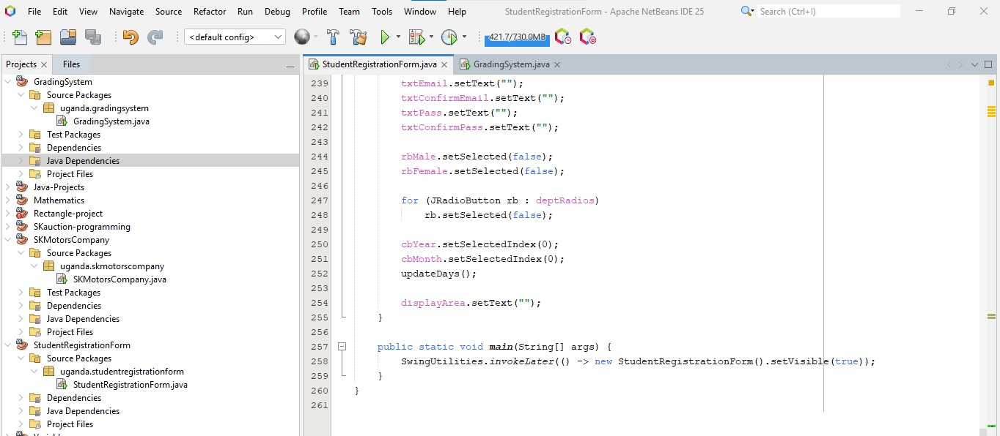 File Edit View Navigate Source Refactor Run Debug Profile Team Tools Window Help StudentRegistrationForm - Apache NetBeans IDE 25 Search (Ctrl+I)
<default config> 421.7/730.0MB
Projects Files
StudentRegistrationForm.java GradingSystem.java
GradingSystem
Source Packages
uganda.gradingsystem
GradingSystem.java
Test Packages
Dependencies
Java Dependencies
Project Files
Java-Projects
Mathematics
Rectangle-project
SKauction-programming
SKMotorsCompany
Source Packages
uganda.skmotorscompany
SKMotorsCompany.java
Test Packages
Dependencies
Java Dependencies
Project Files
StudentRegistrationForm
Source Packages
uganda.studentregistrationform
StudentRegistrationForm.java
Dependencies
Java Dependencies
Project Files
239 txtEmail.setText("");
240 txtConfirmEmail.setText("");
241 txtPass.setText("");
242 txtConfirmPass.setText("");
243
244 rbMale.setSelected(false);
245 rbFemale.setSelected(false);
246
247 for (JRadioButton rb : deptRadios)
248 rb.setSelected(false);
249
250 cbYear.setSelectedIndex(0);
251 cbMonth.setSelectedIndex(0);
252 updateDays();
253
254 displayArea.setText("");
255 }
256
257 public static void main(String[] args) {
258 SwingUtilities.invokeLater(() -> new StudentRegistrationForm().setVisible(true));
259 }
260 }
261